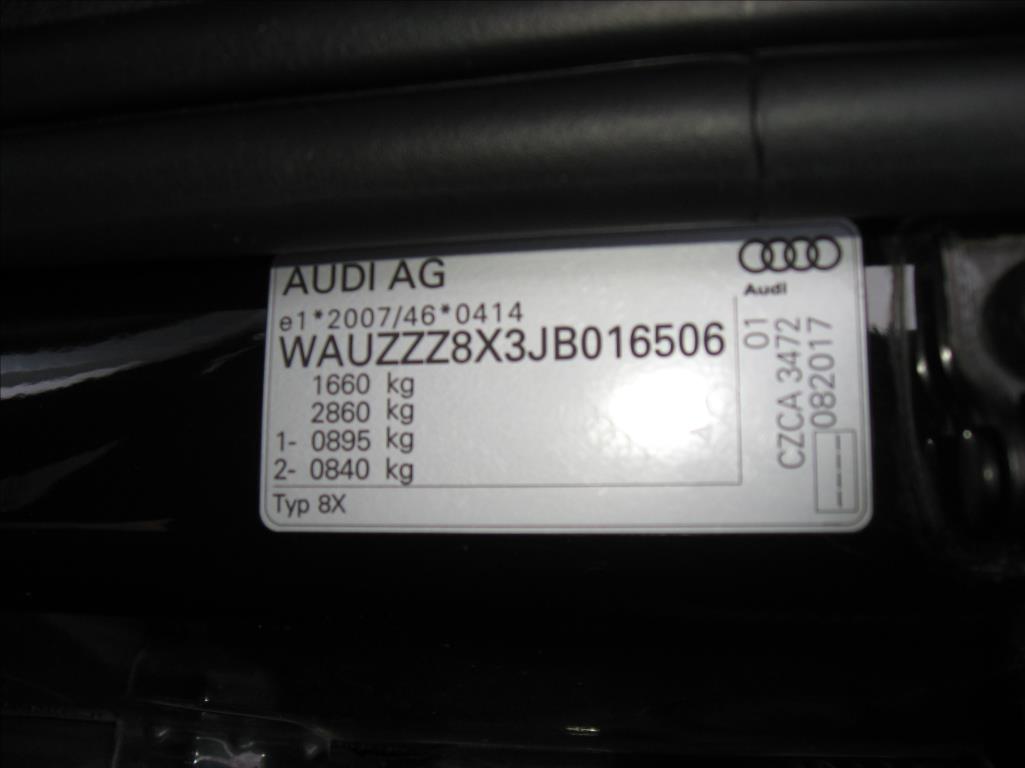 AUDI AG
e1*2007/46*0414
WAUZZZ8X3JB016506
1660 kg
2860 kg
1- 0895 kg
2- 0840 kg
Typ 8X
Audi
01
CZCA 3472
082017